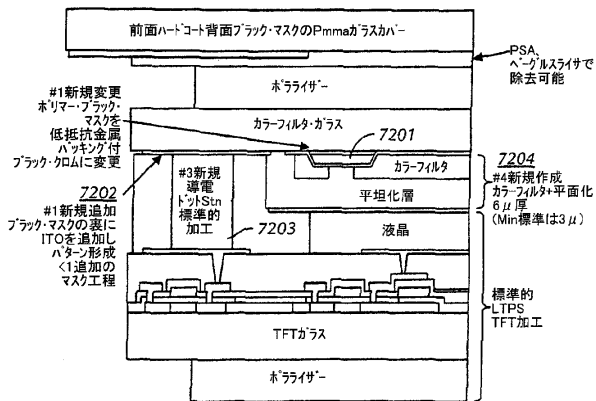 前面ハードコート背面ブラック・マスクのPmmaガラスカバー
PSA、
ベーグルスライサで
除去可能
ポラライザー
#1新規変更
ポリマー・ブラック・
マスクを
低抵抗金属
バッキング付
ブラック・クロムに変更
カラーフィルタ・ガラス
7201
カラーフィルタ
平坦化層
7204
#4新規作成
カラーフィルタ+平面化
6μ厚
(Min標準は3μ)
7202
#1新規追加
ブラック・マスクの裏に
ITOを追加し
パターン形成
<1追加の
マスク工程
#3新規
導電
ドットStn
標準的
加工
7203
液晶
標準的
LTPS
TFT加工
TFTガラス
ポラライザー